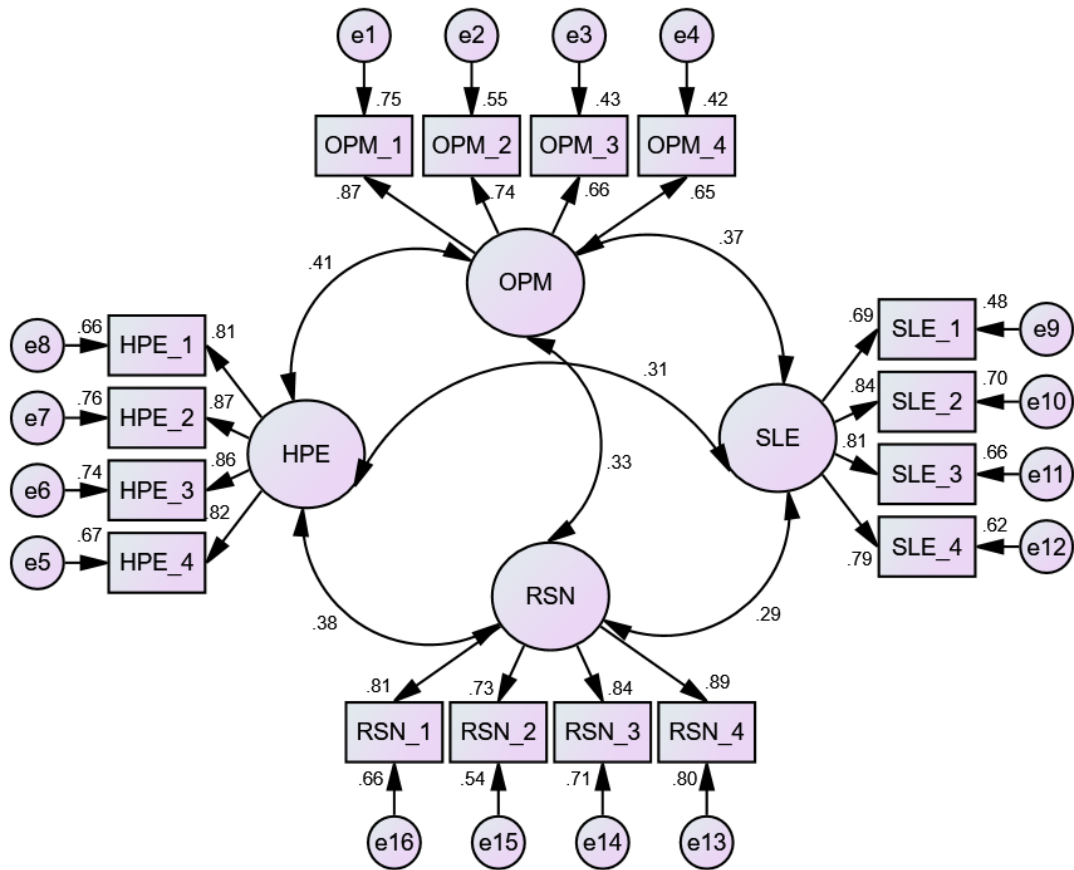 e1 e2 e3 e4
.75 .55 .43 .42
OPM_1 OPM_2 OPM_3 OPM_4
.87 .74 .66 .65
OPM
.41 .37
e8 .66 HPE_1 .81
e7 .76 HPE_2 .87
e6 .74 HPE_3 .86
e5 .67 HPE_4 .82
HPE
.31
.33
SLE
.69 SLE_1 .48 e9
.84 SLE_2 .70 e10
.81 SLE_3 .66 e11
.79 SLE_4 .62 e12
RSN
.38 .29
.81 .73 .84 .89
RSN_1 RSN_2 RSN_3 RSN_4
.66 .54 .71 .80
e16 e15 e14 e13